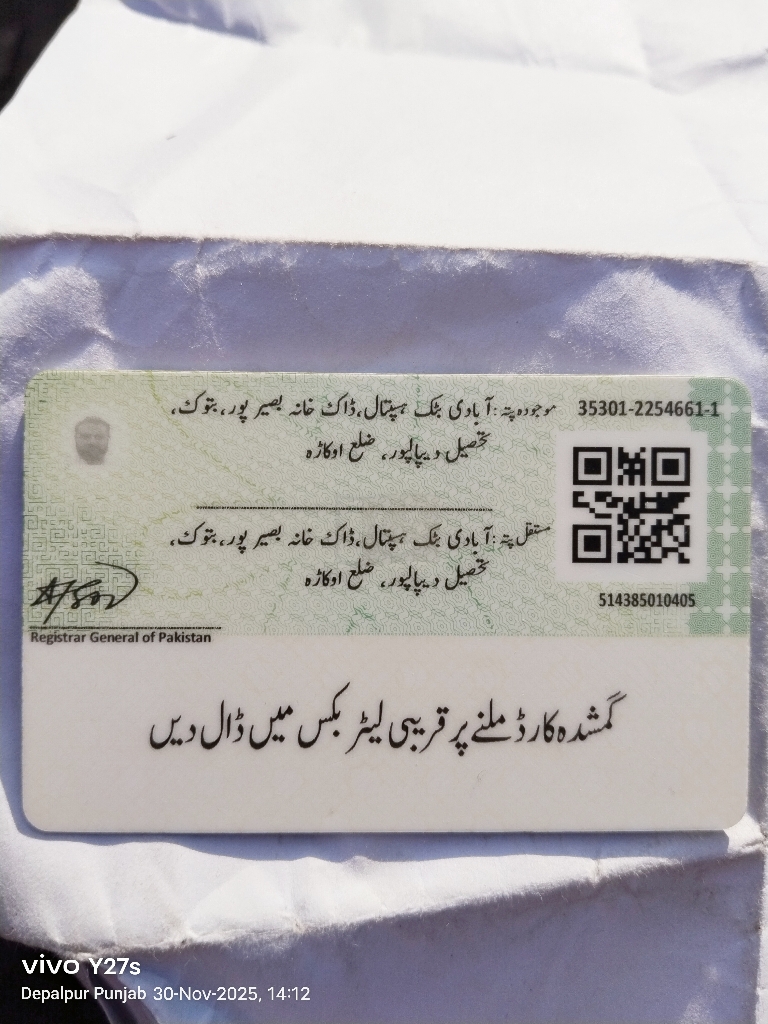 موجودہ پتہ: آبادی بٹک ہسپتال، ڈاک خانہ بصیر پور، بتوک، 35301-2254661-1
تحصیل دیپالپور، ضلع اوکاڑہ
مستقل پتہ: آبادی بٹک ہسپتال، ڈاک خانہ بصیر پور، بتوک،
تحصیل دیپالپور، ضلع اوکاڑہ
514385010405
Registrar General of Pakistan
گمشدہ کارڈ ملنے پر قریبی لیٹر بکس میں ڈال دیں
vivo Y27s
Depalpur Punjab 30-Nov-2025, 14:12